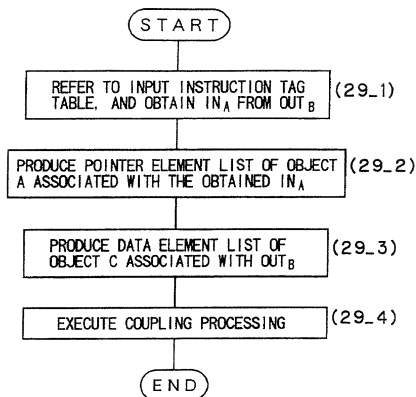 START
REFER TO INPUT INSTRUCTION TAG
TABLE, AND OBTAIN IN_A FROM OUT_B
(29_1)
PRODUCE POINTER ELEMENT LIST OF OBJECT
A ASSOCIATED WITH THE OBTAINED IN_A
(29_2)
PRODUCE DATA ELEMENT LIST OF
OBJECT C ASSOCIATED WITH OUT_B
(29_3)
EXECUTE COUPLING PROCESSING
(29_4)
END